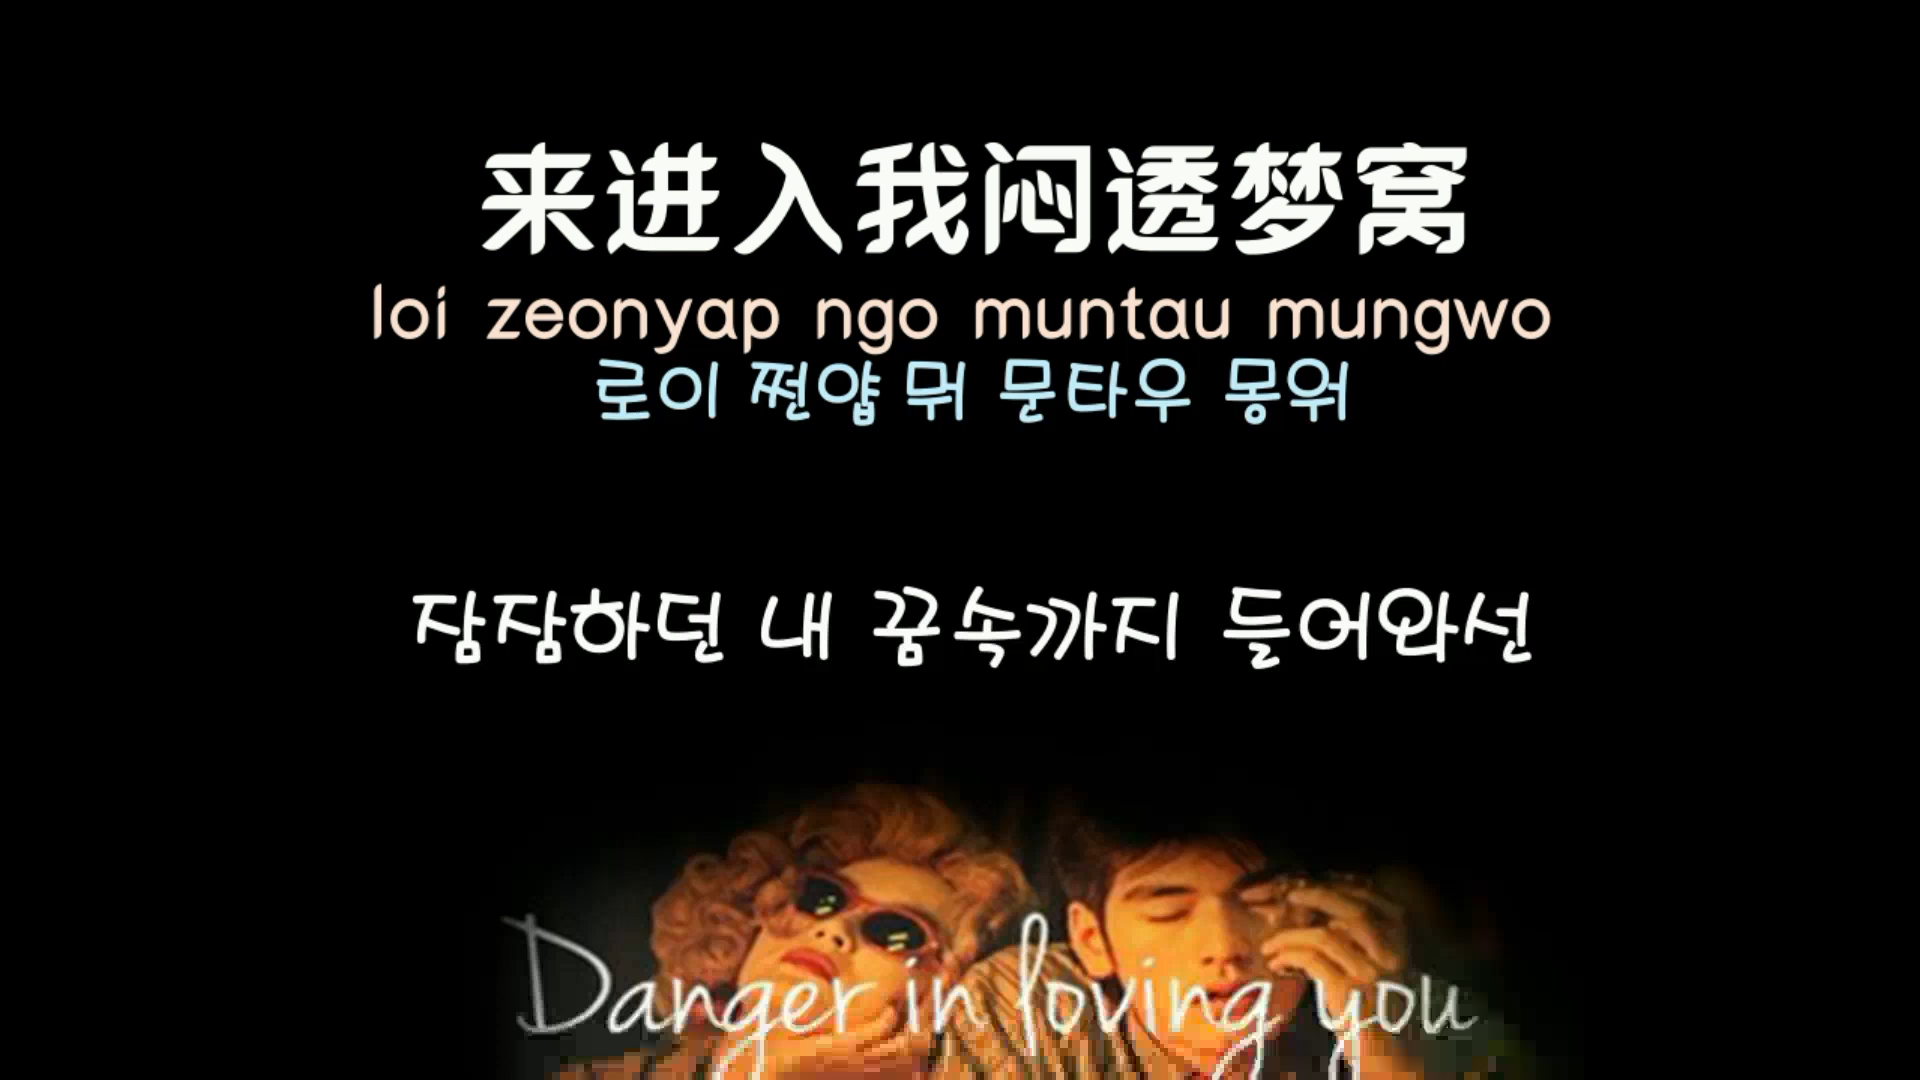 来进入我闷透梦窝
loi zeonyap ngo muntau mungwo
로이 쩐얍 뭐 문타우 몽워
잠잠하던 내 꿈속까지 들어와선
Danger in loving you